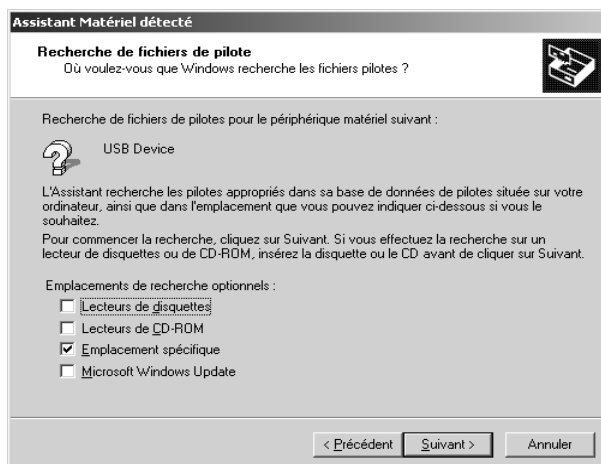 Assistant Matériel détecté
Recherche de fichiers de pilote
Où voulez-vous que Windows recherche les fichiers pilotes ?
Recherche de fichiers de pilotes pour le périphérique matériel suivant :
USB Device
L'Assistant recherche les pilotes appropriés dans sa base de données de pilotes située sur votre
ordinateur, ainsi que dans l'emplacement que vous pouvez indiquer ci-dessous si vous le
souhaitez.
Pour commencer la recherche, cliquez sur Suivant. Si vous effectuez la recherche sur un
lecteur de disquettes ou de CD-ROM, insérez la disquette ou le CD avant de cliquer sur Suivant.
Emplacements de recherche optionnels :
Lecteurs de disquettes
Lecteurs de CD-ROM
Emplacement spécifique
Microsoft Windows Update
< Précédent Suivant > Annuler